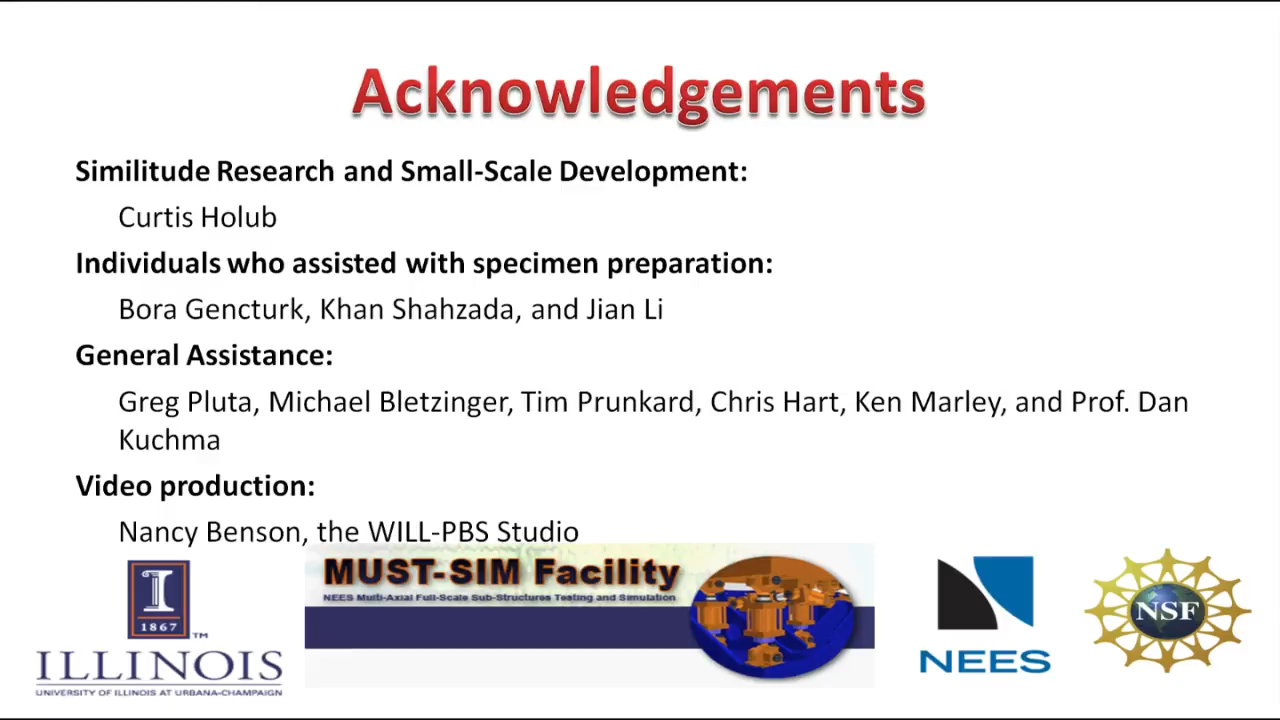 Acknowledgements
Similitude Research and Small-Scale Development:
Curtis Holub
Individuals who assisted with specimen preparation:
Bora Gencturk, Khan Shahzada, and Jian Li
General Assistance:
Greg Pluta, Michael Bletzinger, Tim Prunkard, Chris Hart, Ken Marley, and Prof. Dan
Kuchma
Video production:
Nancy Benson, the WILL-PBS Studio
MUST-SIM Facility
NEES Multi-Axial Full-Scale Sub-Structures Testing and Simulation
I
1867
TM
ILLINOIS
UNIVERSITY OF ILLINOIS AT URBANA-CHAMPAIGN
NEES
NSF